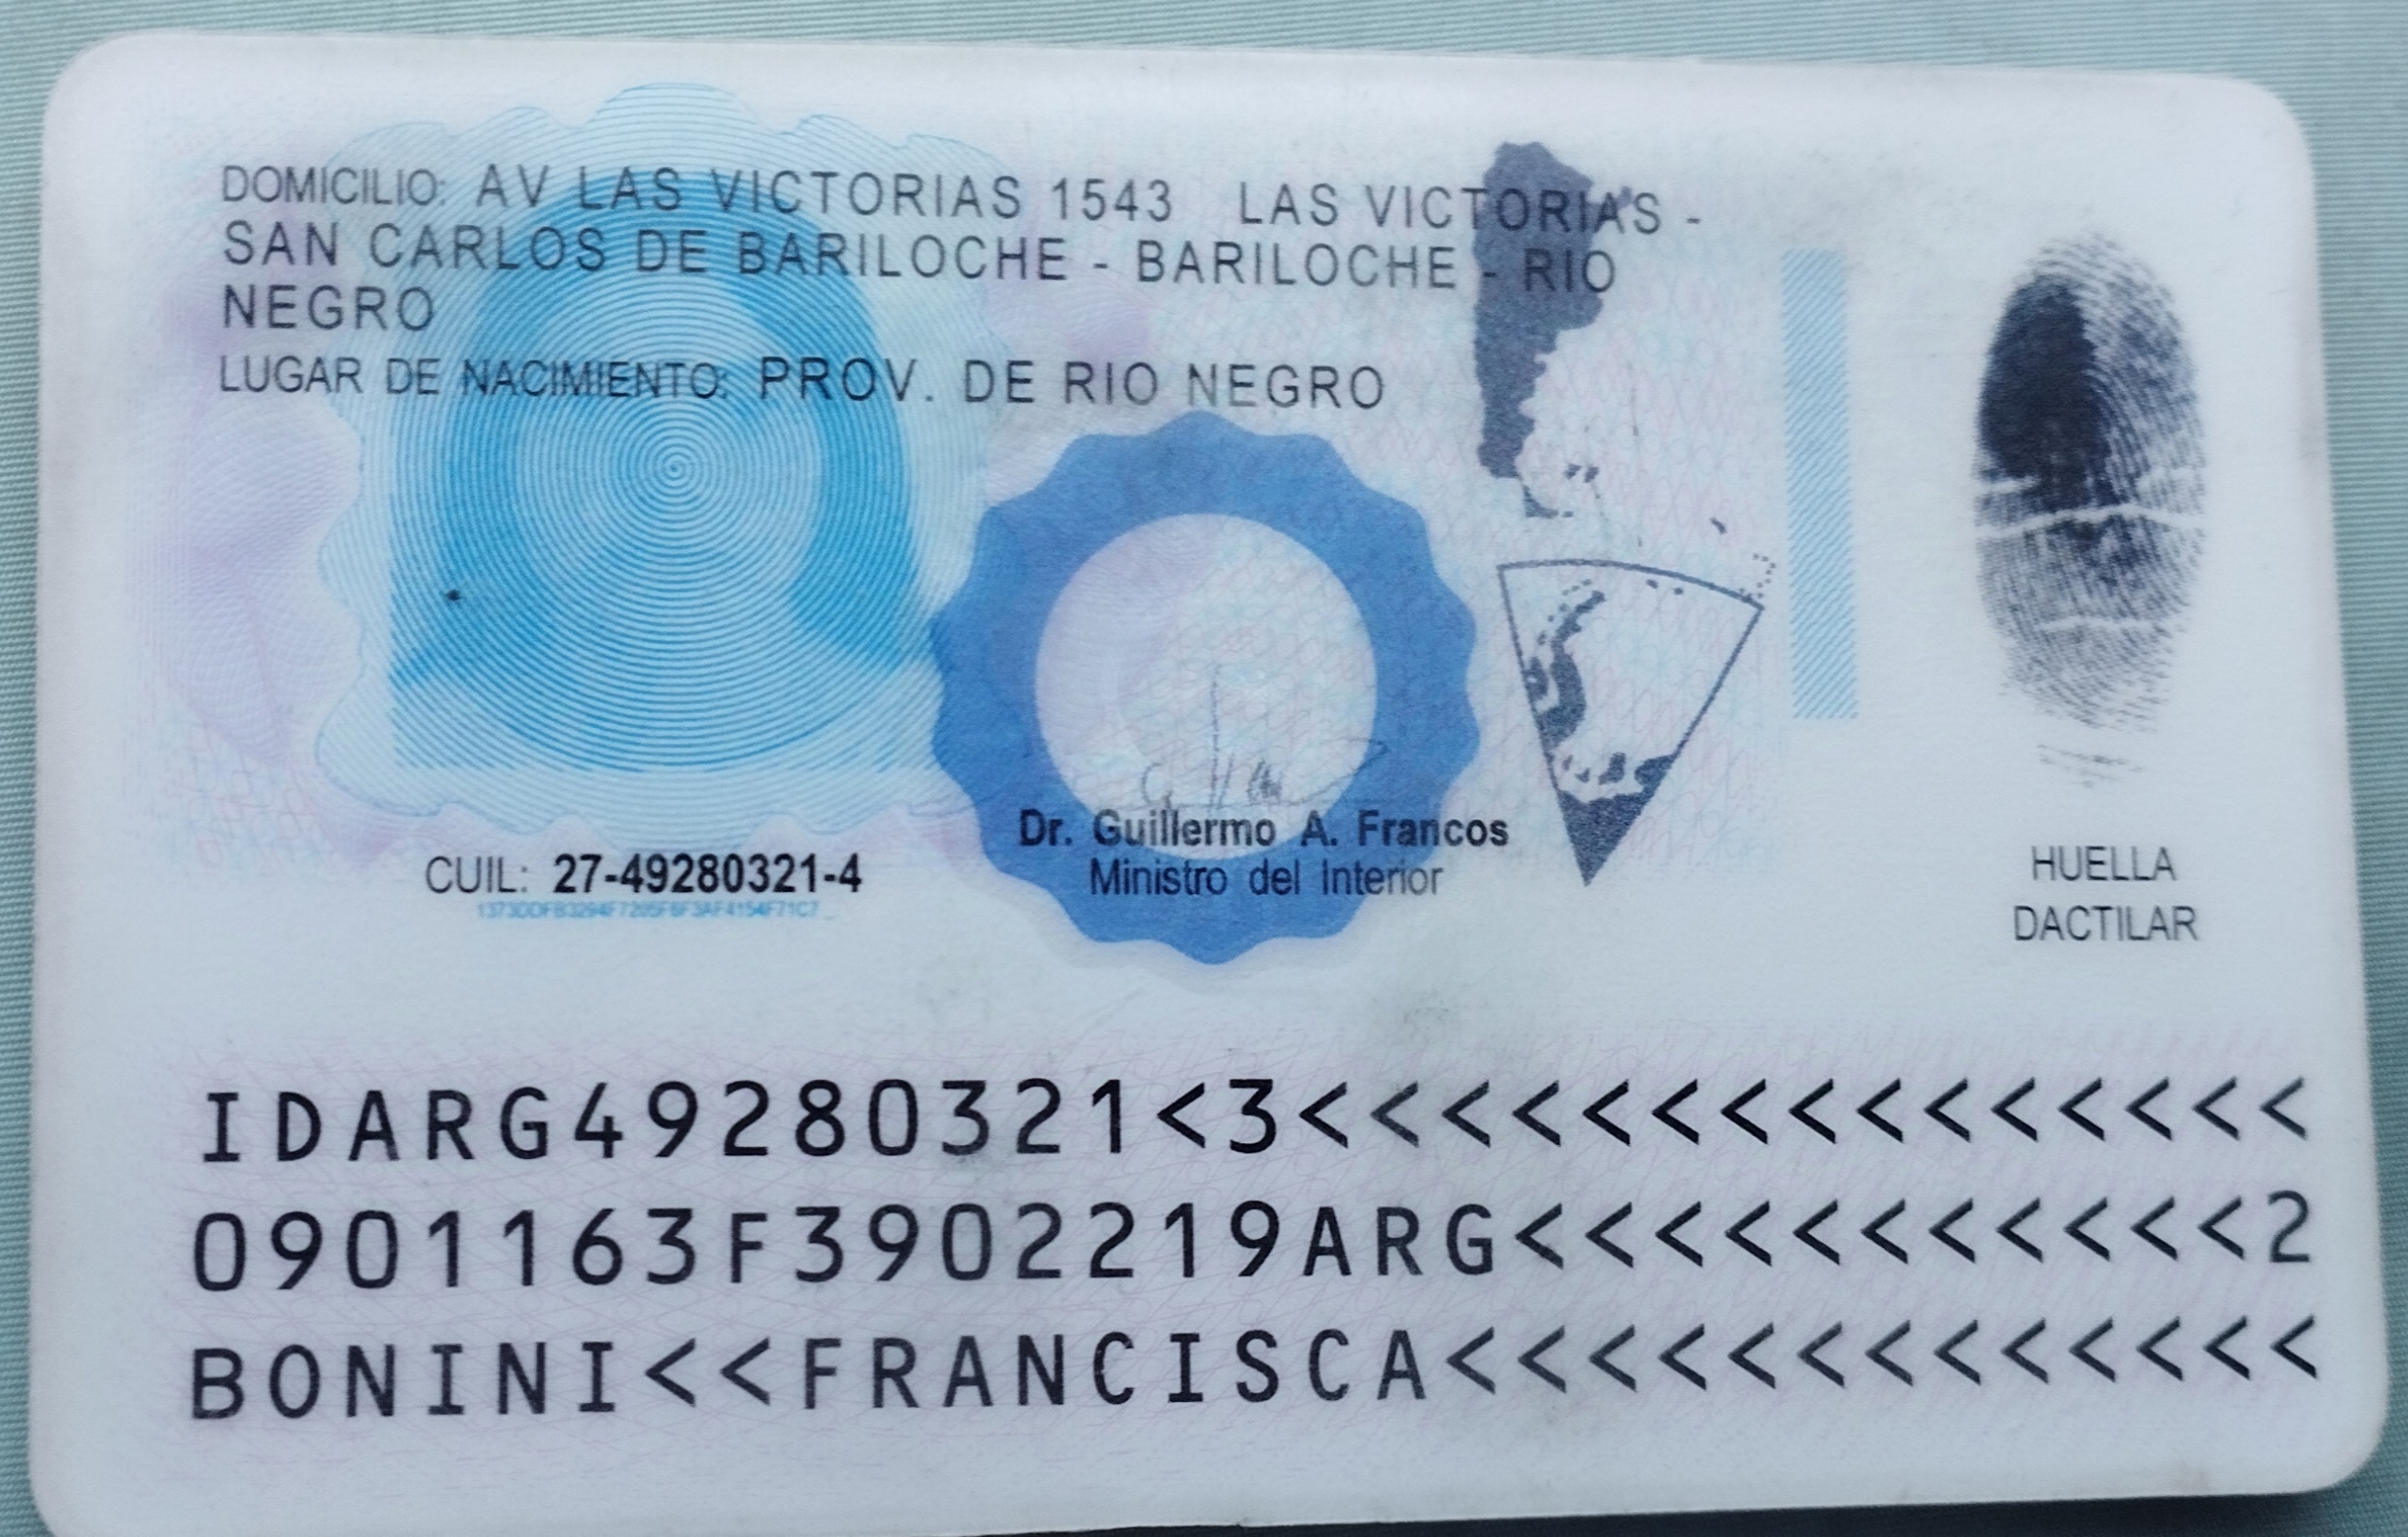 DOMICILIO: AV LAS VICTORIAS 1543 LAS VICTORIAS -
SAN CARLOS DE BARILOCHE - BARILOCHE - RIO
NEGRO
LUGAR DE NACIMIENTO: PROV. DE RIO NEGRO
Dr. Guillermo A. Francos
Ministro del Interior
CUIL: 27-49280321-4
HUELLA
DACTILAR
IDARG49280321<3<<<<<<<<<<<<<<<
0901163F3902219ARG<<<<<<<<<<<2
BONINI<<FRANCISCA<<<<<<<<<<<<<